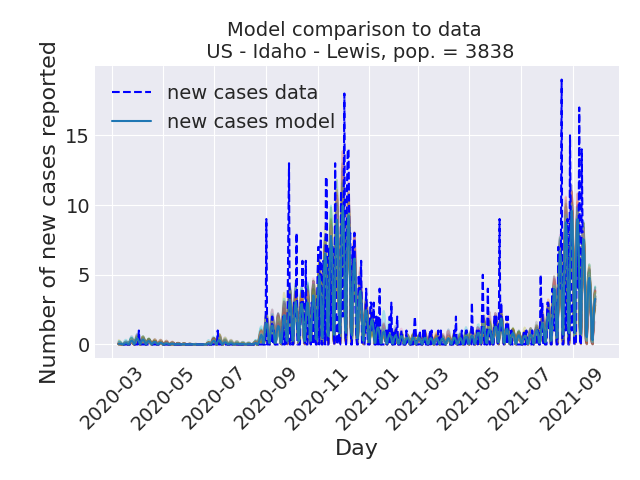 Model comparison to data
US - Idaho - Lewis, pop. = 3838
Number of new cases reported
new cases data
new cases model
15
10
5
0
2020-03
2020-05
2020-07
2020-09
2020-11
2021-01
2021-03
2021-05
2021-07
2021-09
Day